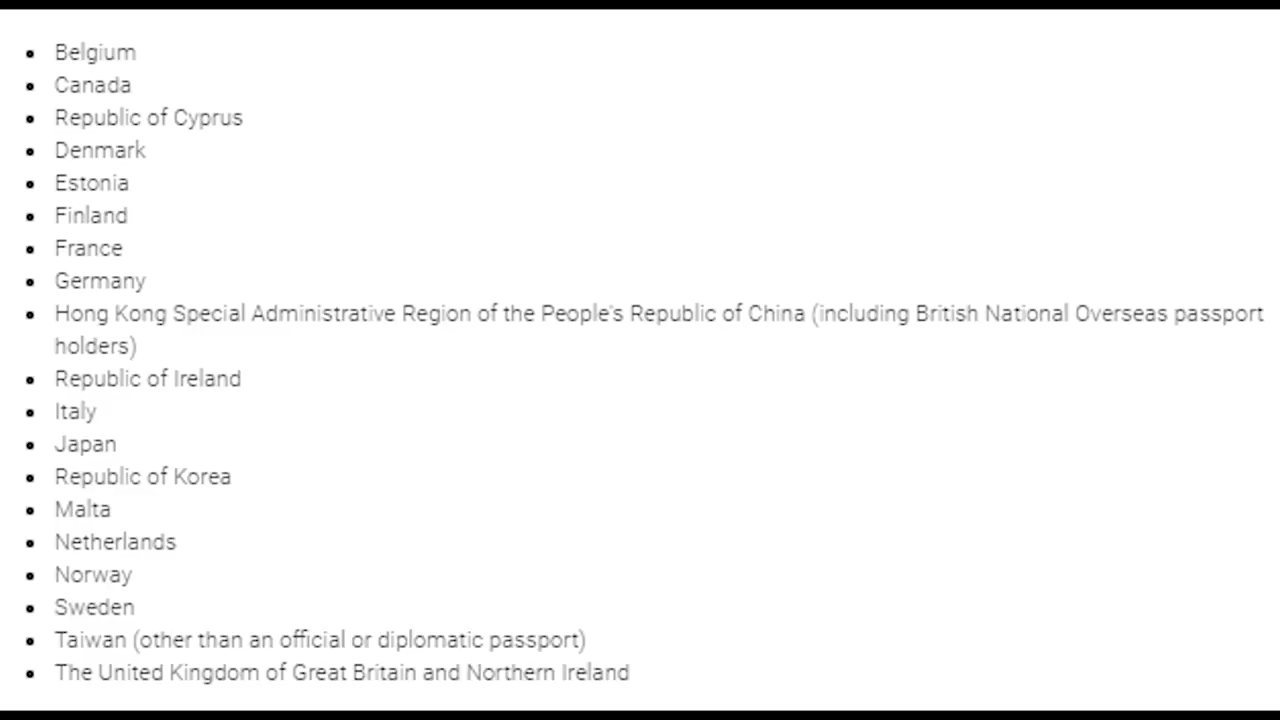 Belgium
Canada
Republic of Cyprus
Denmark
Estonia
Finland
France
Germany
Hong Kong Special Administrative Region of the People's Republic of China (including British National Overseas passport
holders)
Republic of Ireland
Italy
Japan
Republic of Korea
Malta
Netherlands
Norway
Sweden
Taiwan (other than an official or diplomatic passport)
The United Kingdom of Great Britain and Northern Ireland